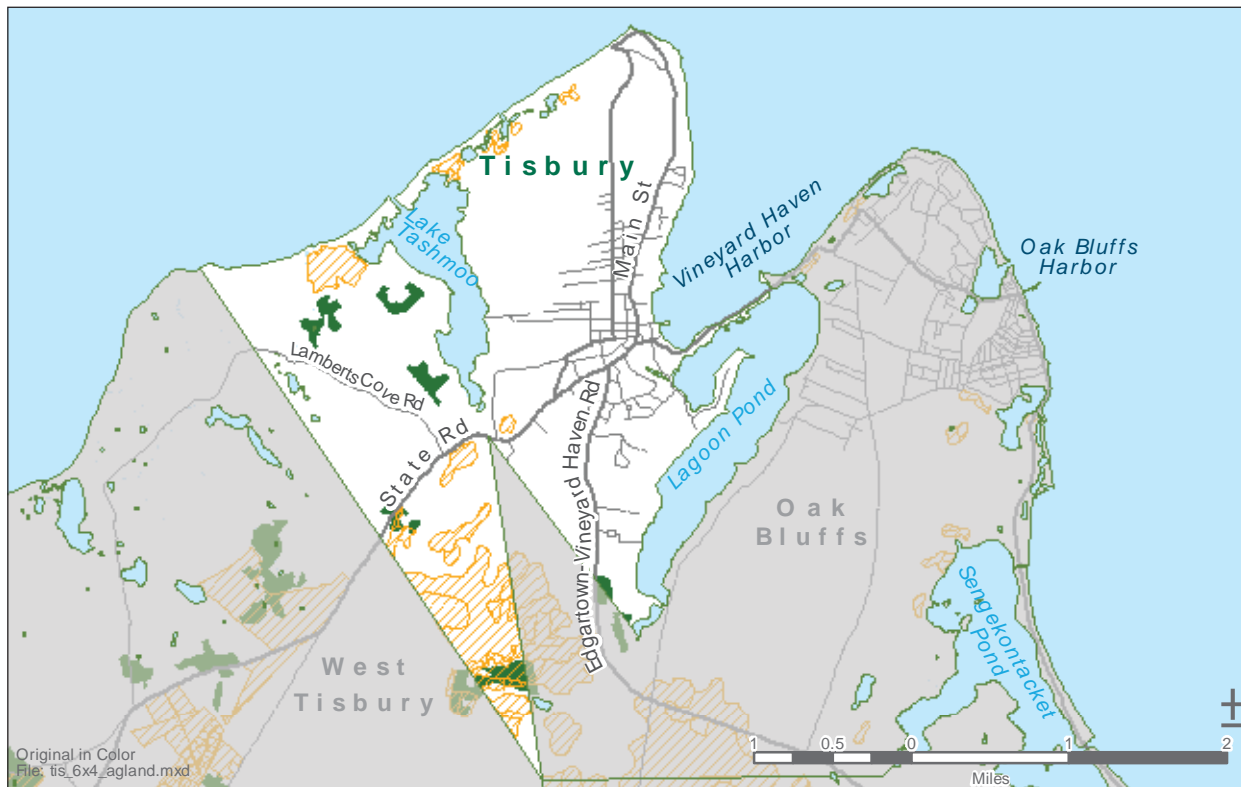 Tisbury
Main St
Lake
Tashmoo
Vineyard Haven
Harbor
Oak Bluffs
Harbor
Lamberts Cove Rd
State Rd
Edgartown-Vineyard Haven Rd
Lagoon Pond
Oak
Bluffs
Sengekontacket
Pond
West
Tisbury
1 0.5 0 1 2
Miles
Original in Color
File: tis_6x4_agland.mxd